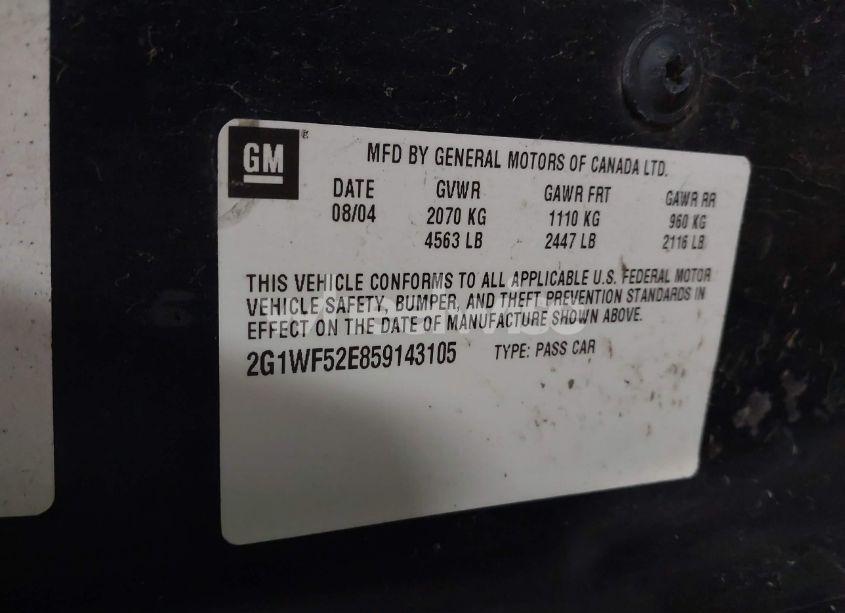 GM
MFD BY GENERAL MOTORS OF CANADA LTD.
DATE GVWR GAWR FRT GAWR RR
08/04 2070 KG 1110 KG 960 KG
4563 LB 2447 LB 2116 LB
THIS VEHICLE CONFORMS TO ALL APPLICABLE U.S. FEDERAL MOTOR
VEHICLE SAFETY, BUMPER, AND THEFT PREVENTION STANDARDS IN
EFFECT ON THE DATE OF MANUFACTURE SHOWN ABOVE.
2G1WF52E859143105 TYPE: PASS CAR